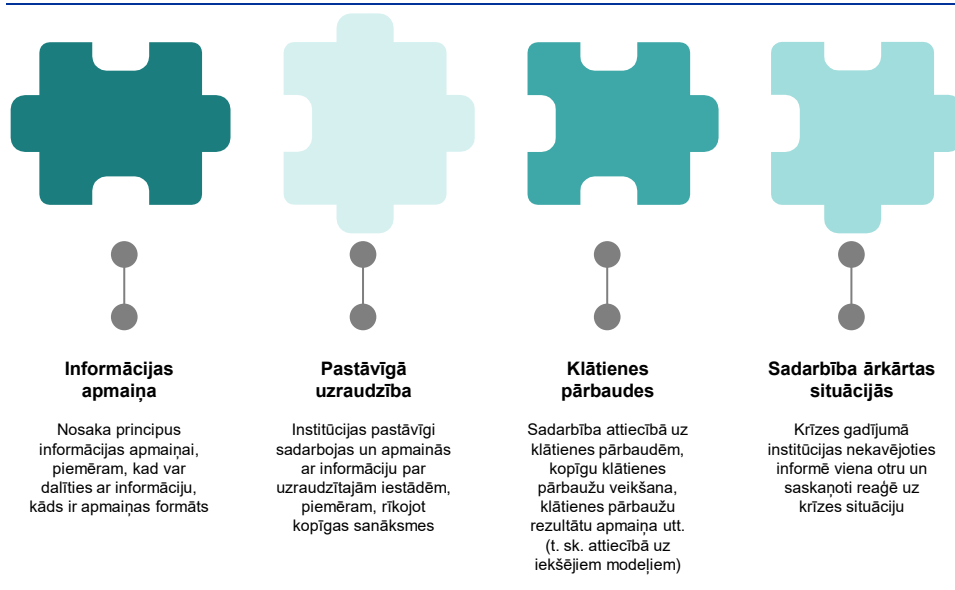 Informācijas
apmaiņa
Nosaka principus
informācijas apmaiņai,
piemēram, kad var
dalīties ar informāciju,
kāds ir apmaiņas formāts
Pastāvīgā
uzraudzība
Institūcijas pastāvīgi
sadarbojas un apmainās
ar informāciju par
uzraudzītajām iestādēm,
piemēram, rīkojot
kopīgas sanāksmes
Klātienes
pārbaudes
Sadarbība attiecībā uz
klātienes pārbaudēm,
kopīgu klātienes
pārbaužu veikšana,
klātienes pārbaužu
rezultātu apmaiņa utt.
(t. sk. attiecībā uz
iekšējiem modeļiem)
Sadarbība ārkārtas
situācijās
Krīzes gadījumā
institūcijas nekavējoties
informē viena otru un
saskaņoti reaģē uz
krīzes situāciju